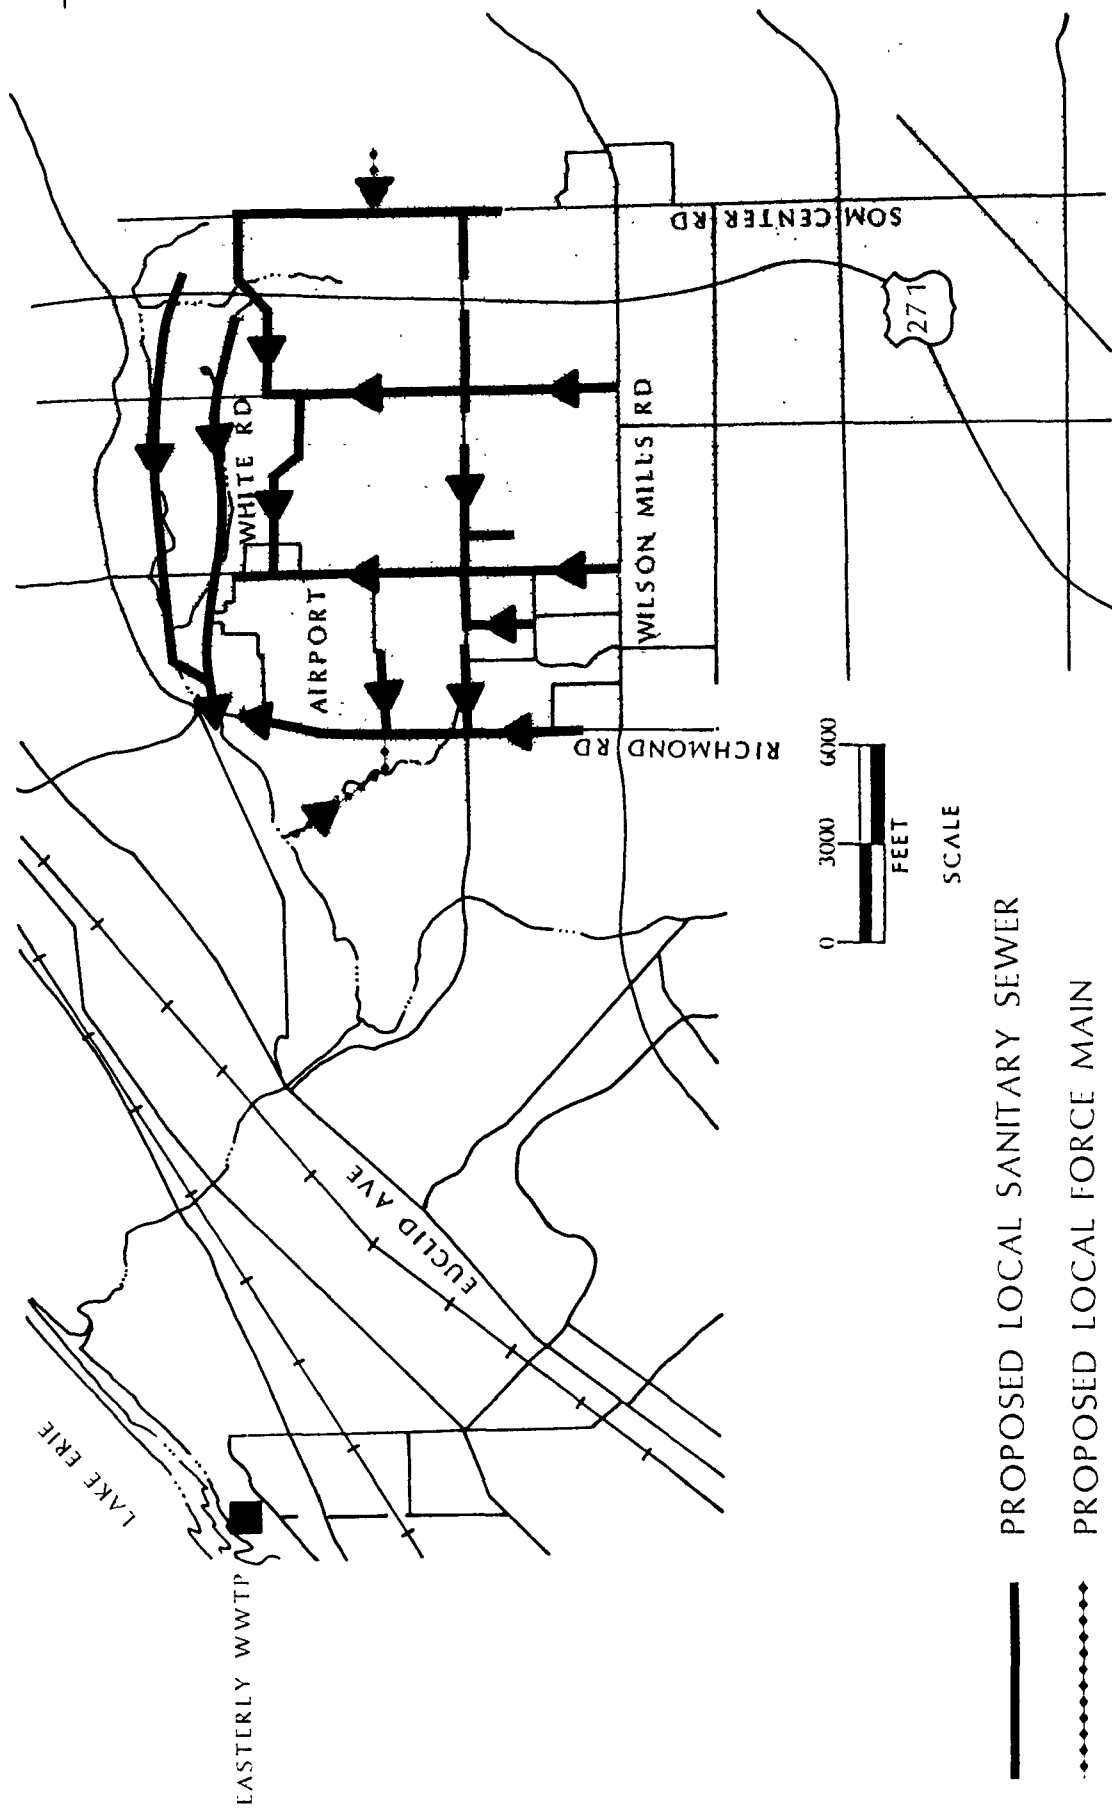 LAKE ERIE
EASTERLY WWTP
EUCLID AVE
WHITE RD
AIRPORT
RICHMOND RD
WILSON MILLS RD
SOM CENTER RD
271
0 3000 6000
FEET
SCALE
PROPOSED LOCAL SANITARY SEWER
PROPOSED LOCAL FORCE MAIN